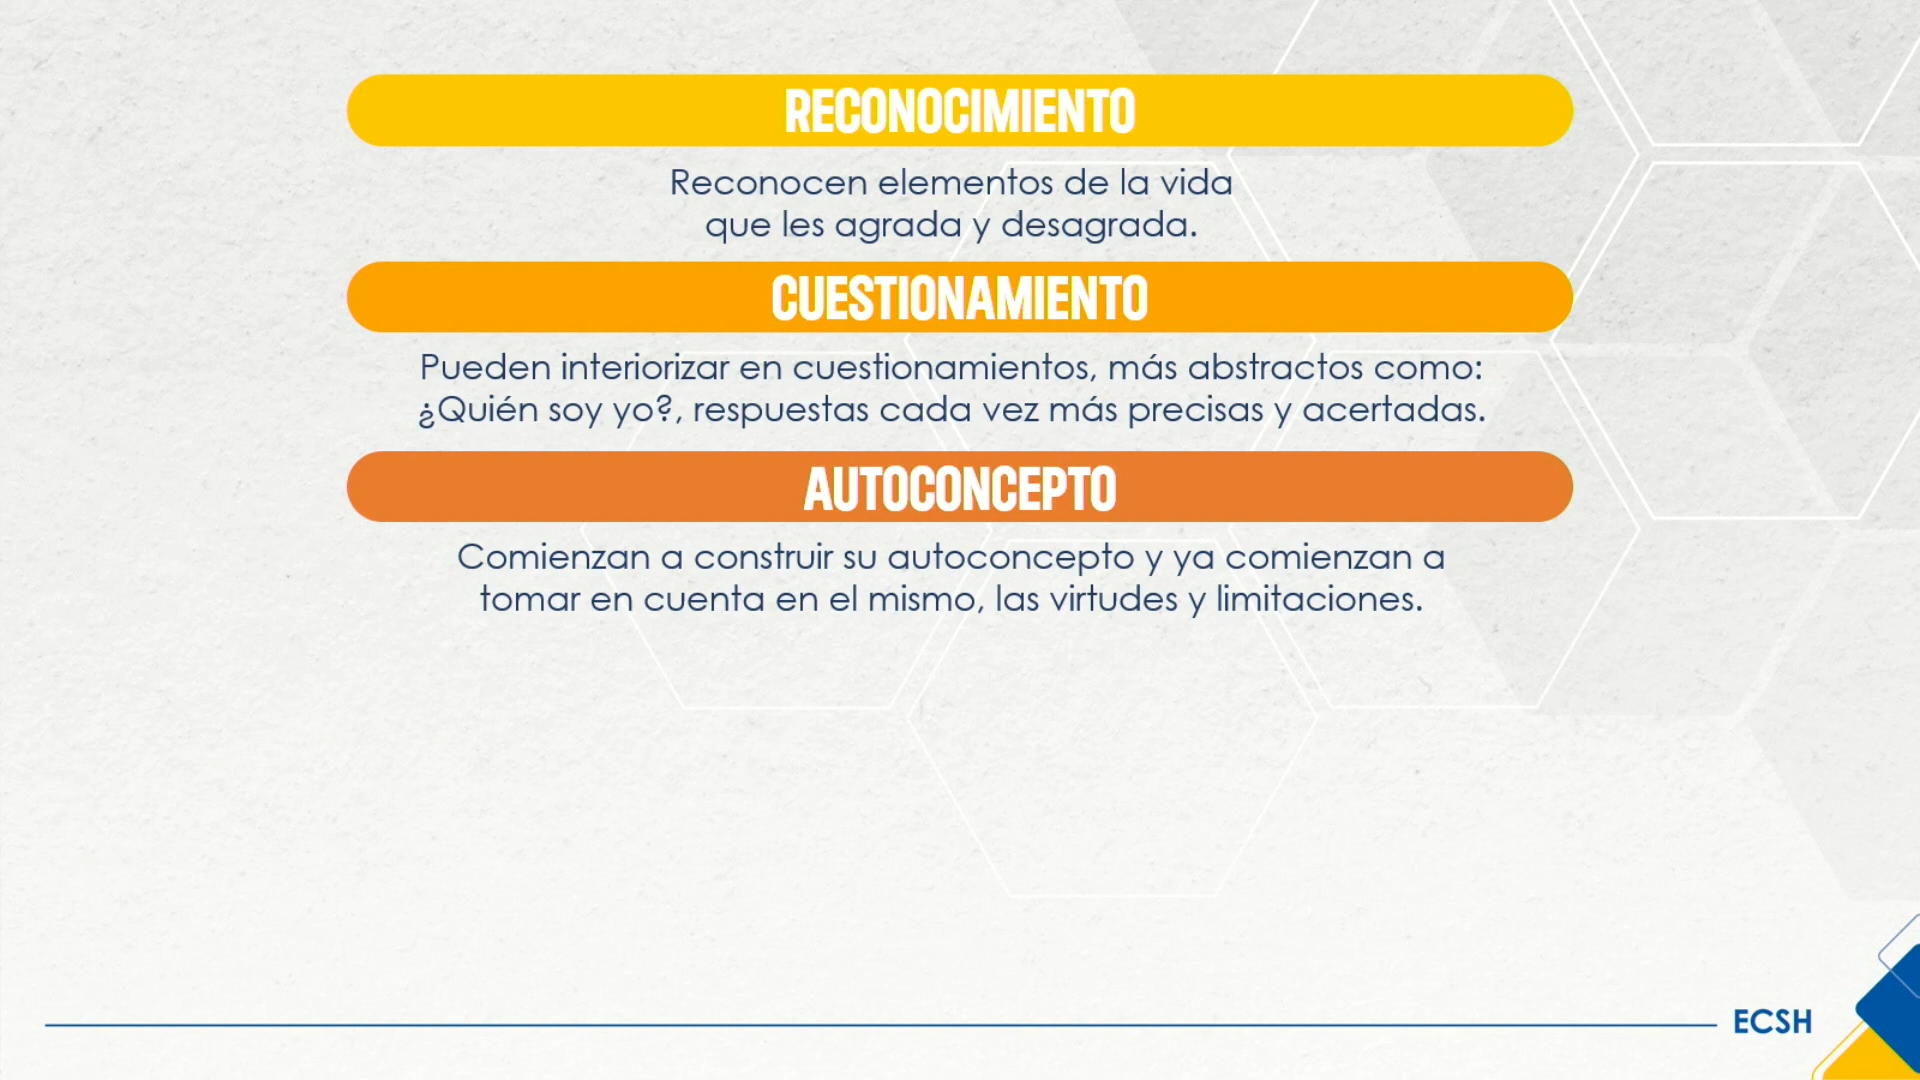 RECONOCIMIENTO
Reconocen elementos de la vida
que les agrada y desagrada.
CUESTIONAMIENTO
Pueden interiorizar en cuestionamientos, más abstractos como:
¿Quién soy yo?, respuestas cada vez más precisas y acertadas.
AUTOCONCEPTO
Comienzan a construir su autoconcepto y ya comienzan a
tomar en cuenta en el mismo, las virtudes y limitaciones.
ECSH